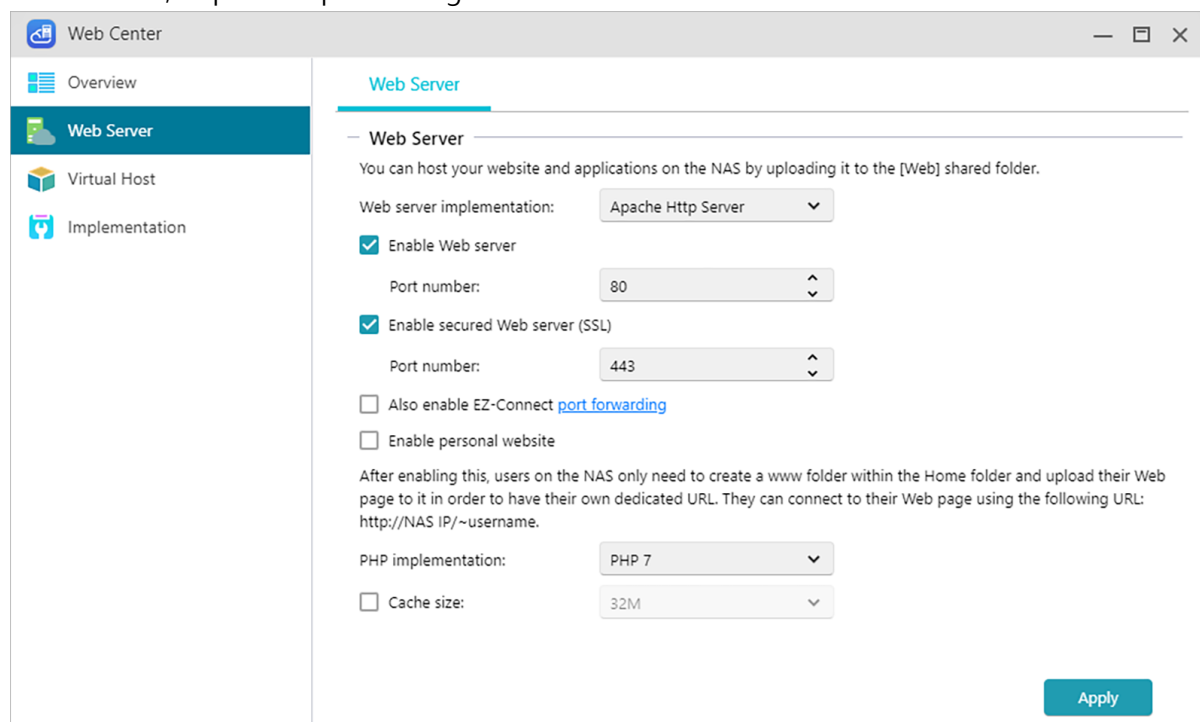 Web Center
Overview
Web Server
Virtual Host
Implementation
Web Server
Web Server
You can host your website and applications on the NAS by uploading it to the [Web] shared folder.
Web server implementation: Apache Http Server
Enable Web server
Port number: 80
Enable secured Web server (SSL)
Port number: 443
Also enable EZ-Connect port forwarding
Enable personal website
After enabling this, users on the NAS only need to create a www folder within the Home folder and upload their Web
page to it in order to have their own dedicated URL. They can connect to their Web page using the following URL:
http://NAS IP/~username.
PHP implementation: PHP 7
Cache size: 32M
Apply